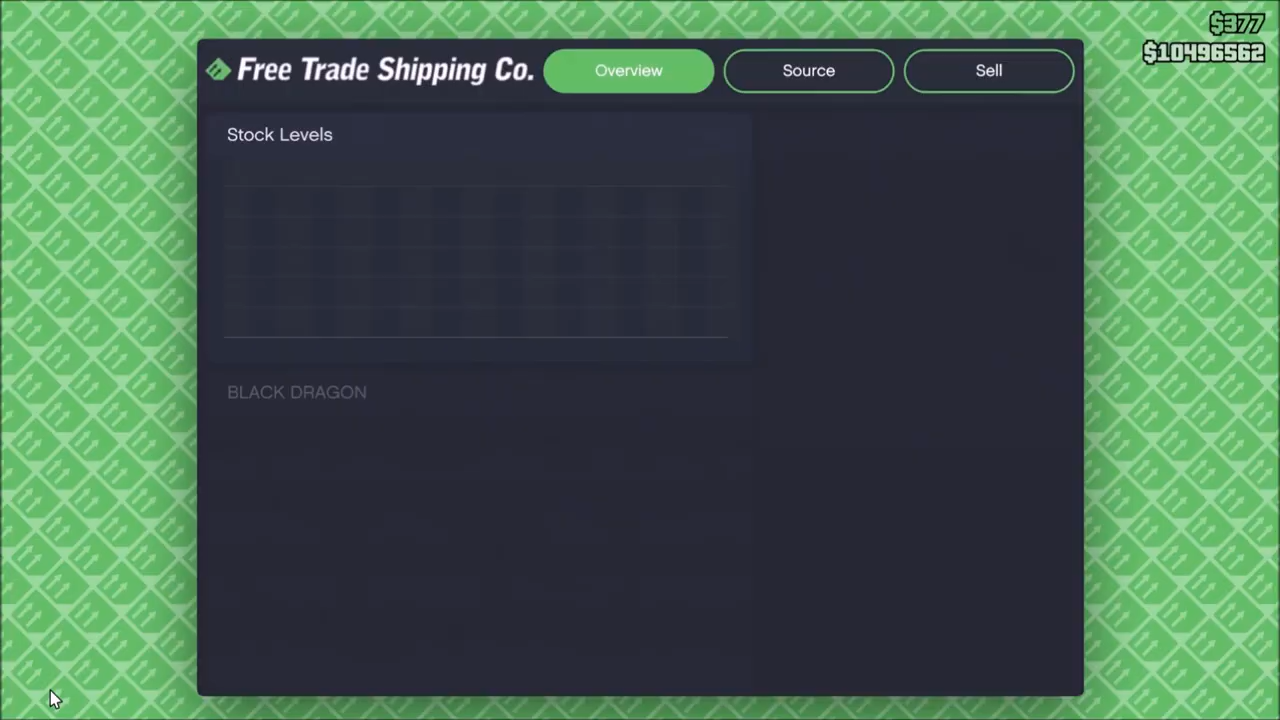 $377
$10496562
Free Trade Shipping Co.
Overview
Source
Sell
Stock Levels
BLACK DRAGON